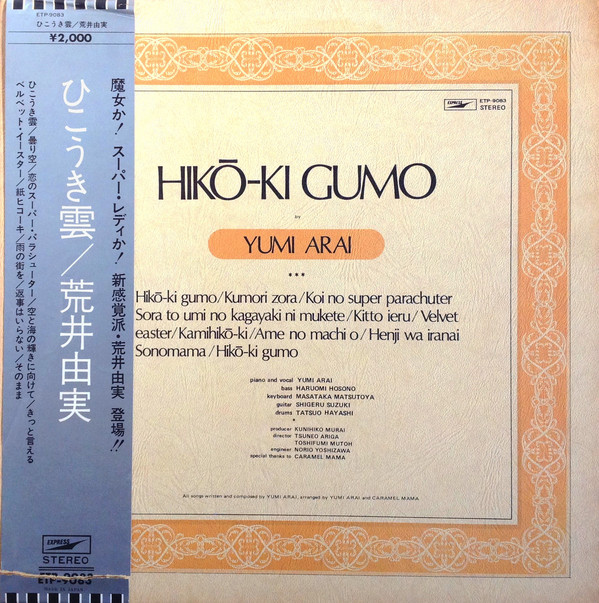 ETP-9083
ひこうき雲/荒井由実
¥2,000
魔女か! スーパー・レディか! 新感覚派・荒井由実 登場!!
ひこうき雲/荒井由実
ひこうき雲/曇り空/恋のスーパー・パラシューター/空と海の輝きに向けて/きっと言える
ベルベット・イースター/紙ヒコーキ/雨の街を/返事はいらない/そのまま
EXPRESS
STEREO
ETP-9083
MADE IN JAPAN
EXPRESS
ETP-9083
STEREO
HIKŌ-KI GUMO
BY
YUMI ARAI
Hikō-ki gumo/Kumori zora/Koi no super parachuter
Sora to umi no kagayaki ni mukete/Kitto ieru/Velvet
easter/Kamihikō-ki/Ame no machi o/Henji wa iranai
Sonomama/Hikō-ki gumo
piano and vocal YUMI ARAI
bass HARUOMI HOSONO
keyboard MASATAKA MATSUTOYA
guitar SHIGERU SUZUKI
drums TATSUO HAYASHI
producer KUNIHIKO MURAI
director TSUNEO ARIGA
TOSHIFUMI MUTOH
engineer NORIO YOSHIZAWA
special thanks to CARAMEL MAMA
All songs written and composed by YUMI ARAI, arranged by YUMI ARAI and CARAMEL MAMA